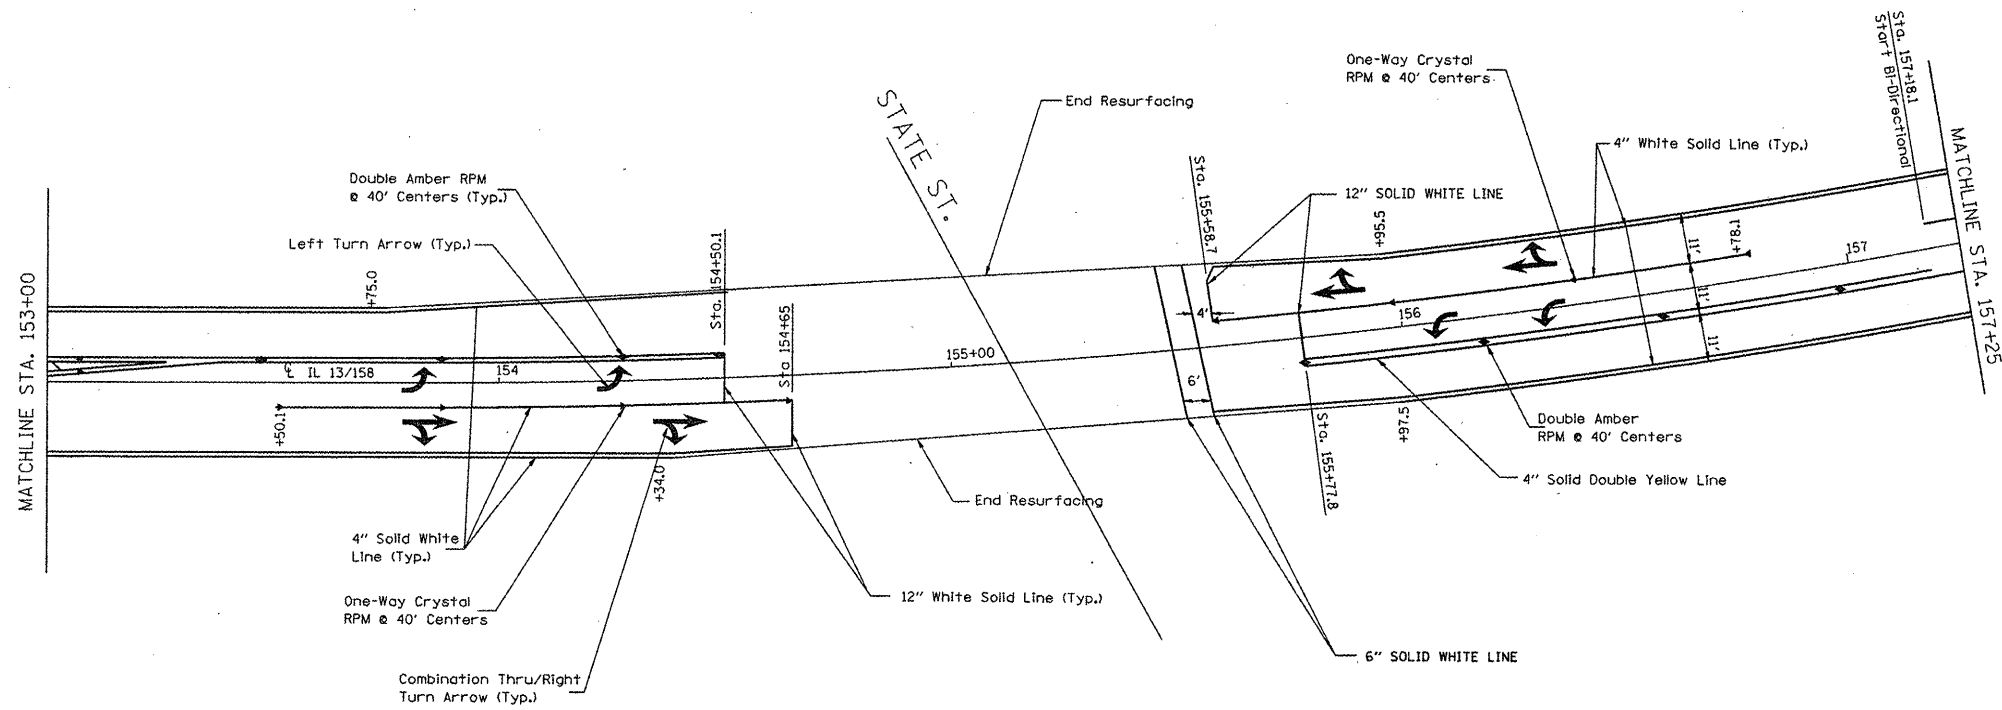 MATCHLINE STA. 153+00
Double Amber RPM
@ 40' Centers (Typ.)
Left Turn Arrow (Typ.)
+75.0
Sta. 154+50.1
Sta 154+65
℄ IL 13/158
154
+50.1
+34.0
4" Solid White
Line (Typ.)
One-Way Crystal
RPM @ 40' Centers
Combination Thru/Right
Turn Arrow (Typ.)
12" White Solid Line (Typ.)
STATE ST.
End Resurfacing
155+00
End Resurfacing
One-Way Crystal
RPM @ 40' Centers
4" White Solid Line (Typ.)
Sta. 157+18.1
Start Bi-Directional
MATCHLINE STA. 157+25
Sta. 155+58.7
12" SOLID WHITE LINE
+95.5
11'
+78.1
157
11'
11'
4'
156
6'
Sta. 155+77.8
+97.5
Double Amber
RPM @ 40' Centers
4" Solid Double Yellow Line
6" SOLID WHITE LINE